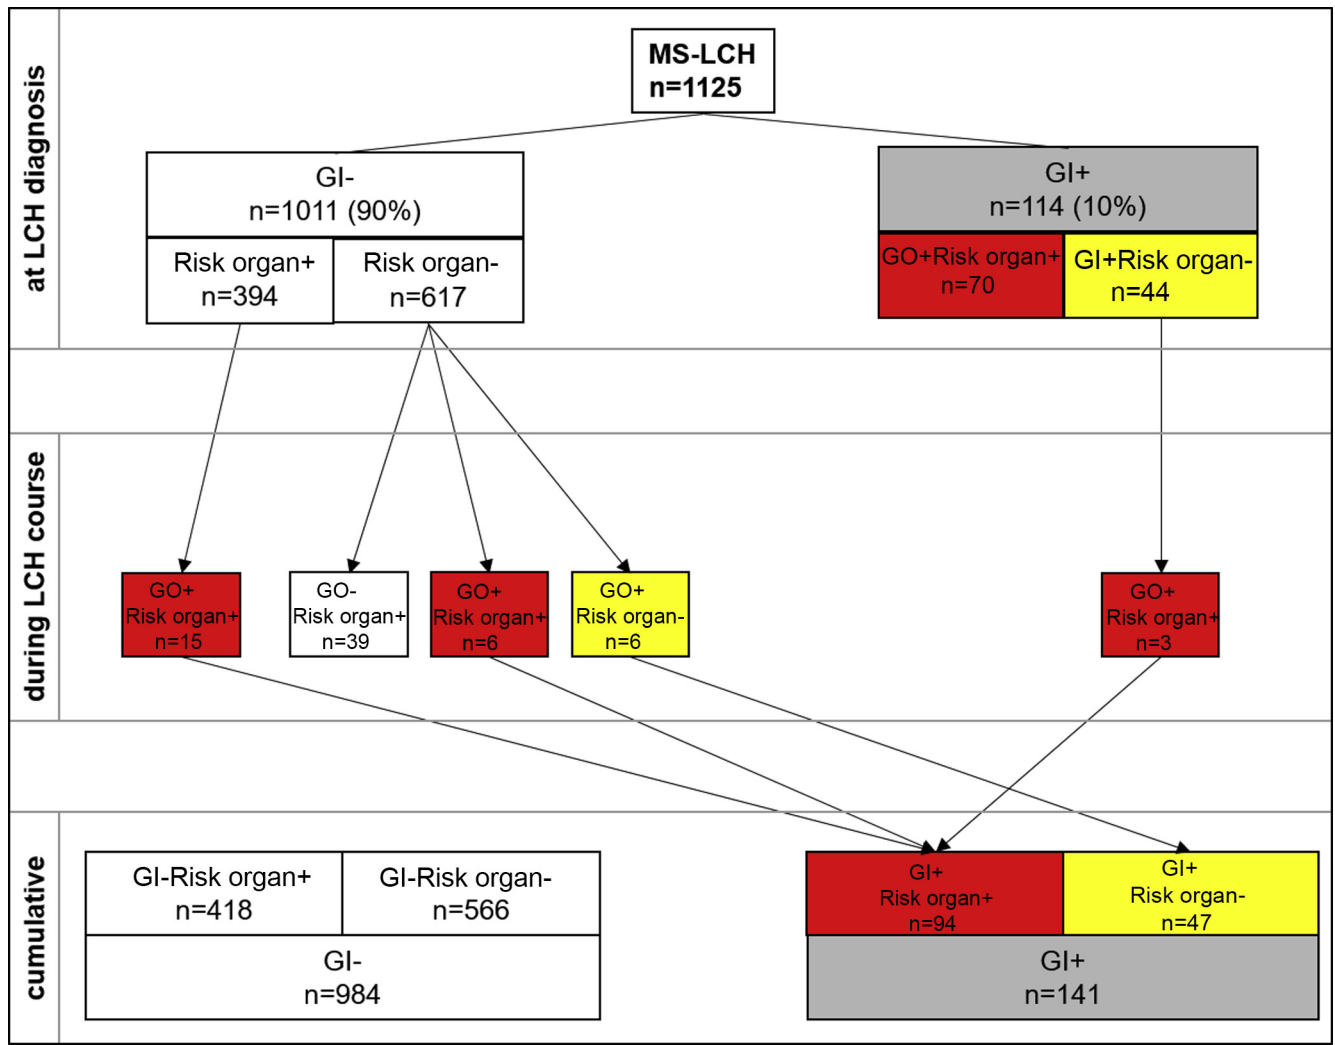 at LCH diagnosis
MS-LCH
n=1125
GI-
n=1011 (90%)
Risk organ+
n=394
Risk organ-
n=617
GI+
n=114 (10%)
GO+Risk organ+
n=70
GI+Risk organ-
n=44
during LCH course
GO+
Risk organ+
n=15
GO-
Risk organ+
n=39
GO+
Risk organ+
n=6
GO+
Risk organ-
n=6
GO+
Risk organ+
n=3
cumulative
GI-Risk organ+
n=418
GI-Risk organ-
n=566
GI-
n=984
GI+
Risk organ+
n=94
GI+
Risk organ-
n=47
GI+
n=141